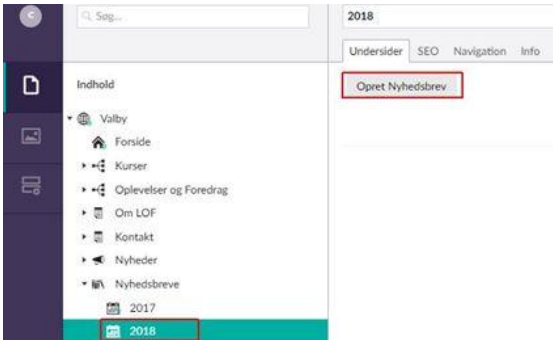 C
Søg...
Indhold
Valby
Forside
Kurser
Oplevelser og Foredrag
Om LOF
Kontakt
Nyheder
Nyhedsbreve
2017
2018
2018
Undersider SEO Navigation Info
Opret Nyhedsbrev